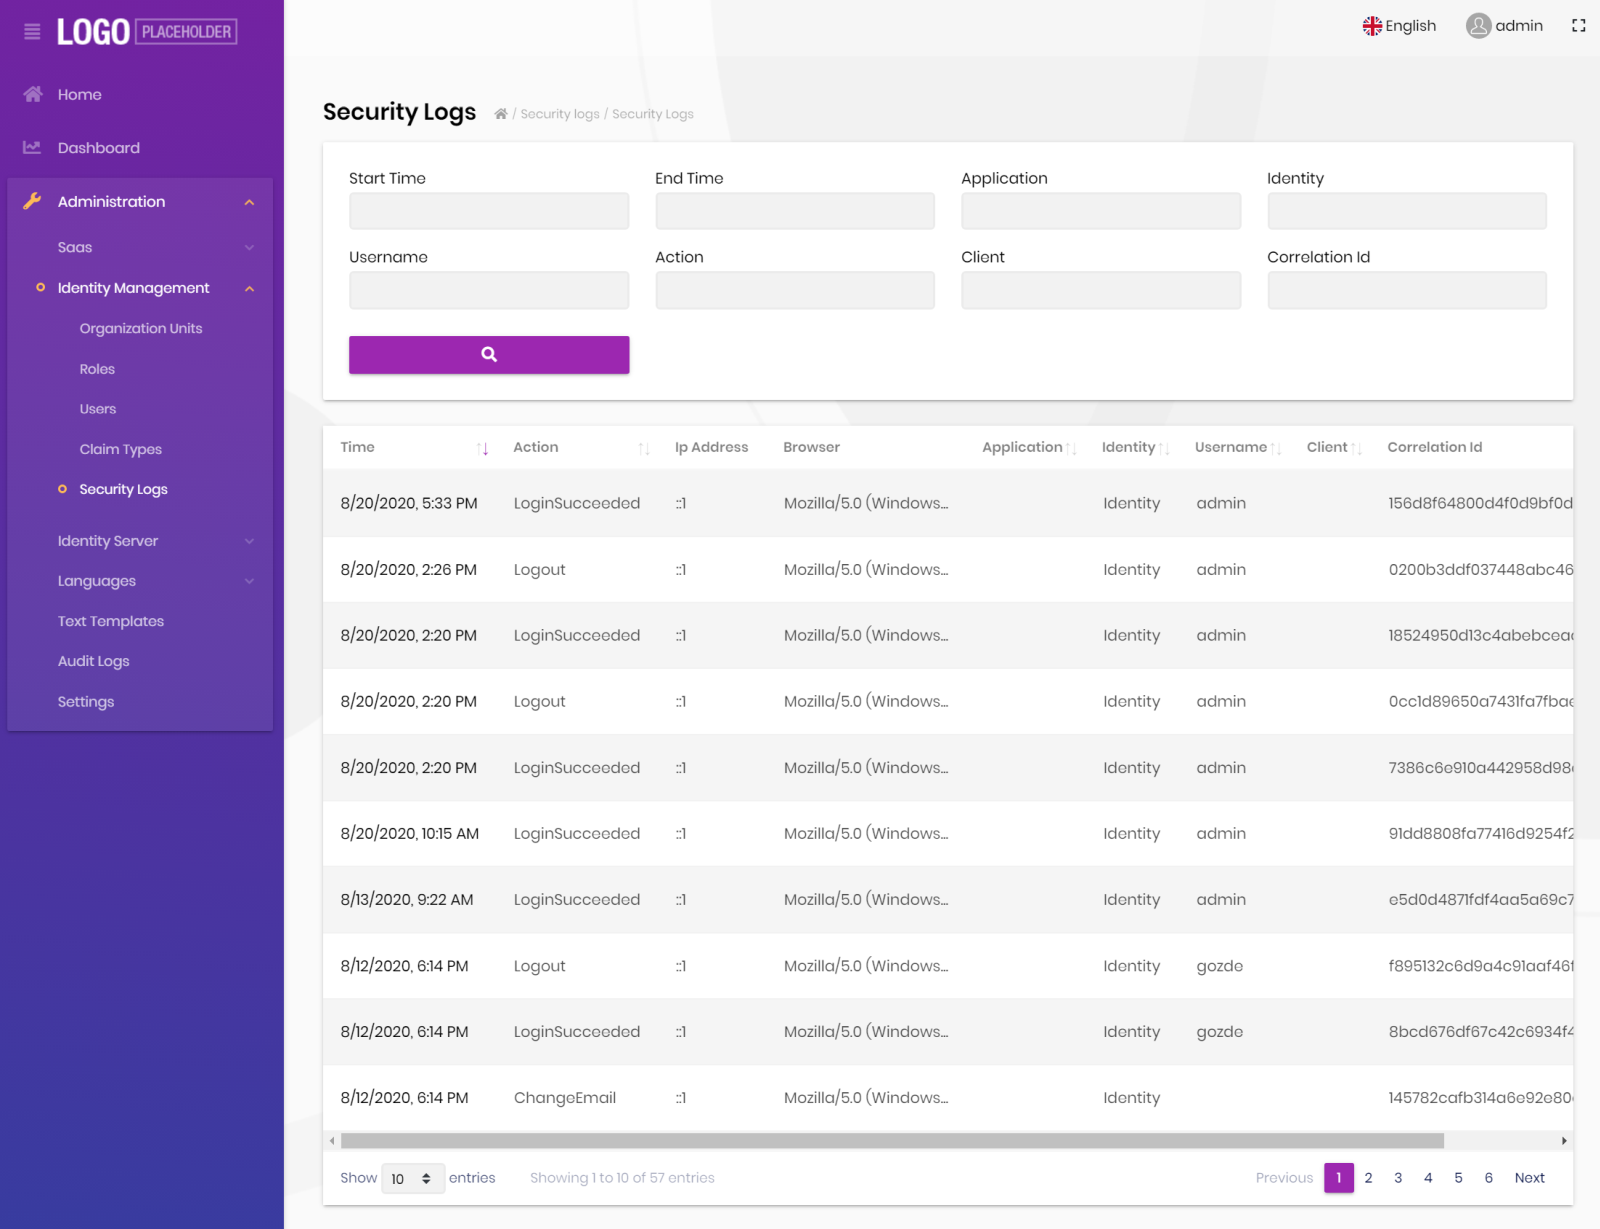 LOGO PLACEHOLDER
English
admin
Home
Dashboard
Administration
Saas
Identity Management
Organization Units
Roles
Users
Claim Types
Security Logs
Identity Server
Languages
Text Templates
Audit Logs
Settings
Security Logs / Security logs / Security Logs
Start Time End Time Application Identity
Username Action Client Correlation Id
Time Action Ip Address Browser Application Identity Username Client Correlation Id
8/20/2020, 5:33 PM LoginSucceeded ::1 Mozilla/5.0 (Windows... Identity admin 156d8f64800d4f0d9bf0d
8/20/2020, 2:26 PM Logout ::1 Mozilla/5.0 (Windows... Identity admin 0200b3ddf037448abc46
8/20/2020, 2:20 PM LoginSucceeded ::1 Mozilla/5.0 (Windows... Identity admin
8/20/2020, 2:20 PM Logout ::1 Mozilla/5.0 (Windows... Identity admin
8/20/2020, 2:20 PM LoginSucceeded ::1 Mozilla/5.0 (Windows... Identity admin
8/20/2020, 10:15 AM LoginSucceeded ::1 Mozilla/5.0 (Windows... Identity admin 91dd8808fa77416d9254f2
8/13/2020, 9:22 AM LoginSucceeded ::1 Mozilla/5.0 (Windows... Identity admin e5d0d4871fdf4aa5a69c7
8/12/2020, 6:14 PM Logout ::1 Mozilla/5.0 (Windows... Identity gozde f895132c6d9a4c91aaf46f
8/12/2020, 6:14 PM LoginSucceeded ::1 Mozilla/5.0 (Windows... Identity gozde 8bcd676df67c42c6934f4
8/12/2020, 6:14 PM ChangeEmail ::1 Mozilla/5.0 (Windows... Identity
Show 10 entries Showing 1 to 10 of 57 entries Previous 1 2 3 4 5 6 Next